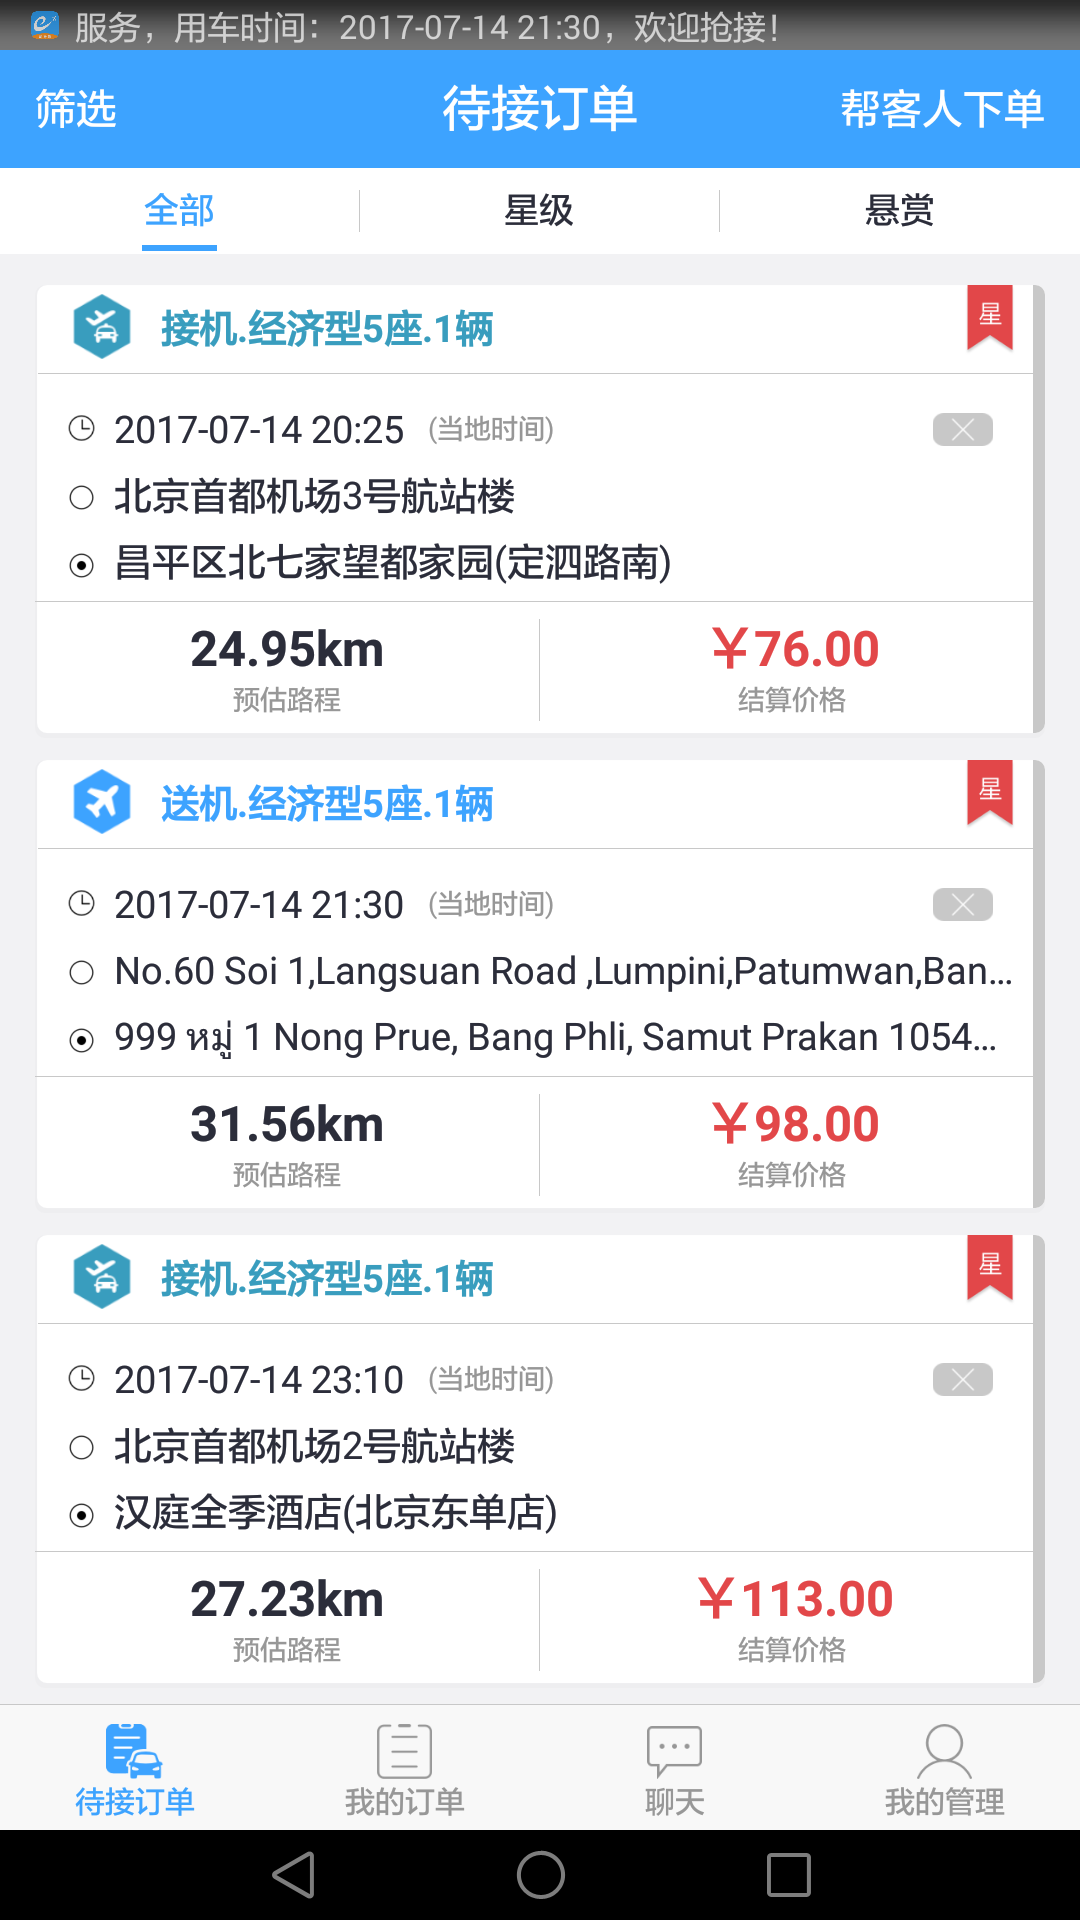 服务，用车时间：2017-07-14 21:30，欢迎抢接！
筛选 待接订单 帮客人下单
全部 星级 悬赏
接机.经济型5座.1辆 星
2017-07-14 20:25 (当地时间)
北京首都机场3号航站楼
昌平区北七家望都家园(定泗路南)
24.95km ￥76.00
预估路程 结算价格
送机.经济型5座.1辆 星
2017-07-14 21:30 (当地时间)
No.60 Soi 1,Langsuan Road ,Lumpini,Patumwan,Ban...
999 หมู่ 1 Nong Prue, Bang Phli, Samut Prakan 1054...
31.56km ￥98.00
预估路程 结算价格
接机.经济型5座.1辆 星
2017-07-14 23:10 (当地时间)
北京首都机场2号航站楼
汉庭全季酒店(北京东单店)
27.23km ￥113.00
预估路程 结算价格
待接订单 我的订单 聊天 我的管理